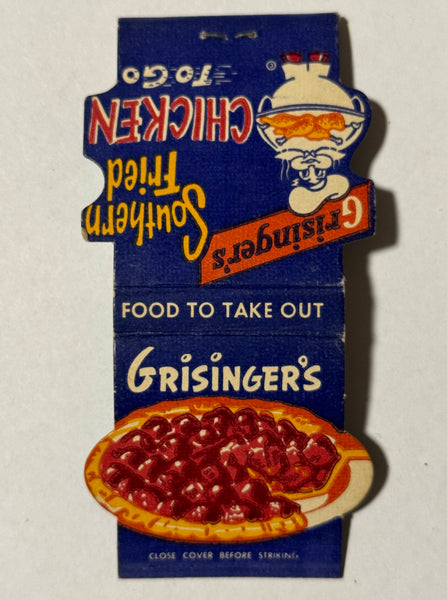 Grisinger's
Southern
Fried
CHICKEN
TO GO
©
FOOD TO TAKE OUT
GRISINGER'S
CLOSE COVER BEFORE STRIKING